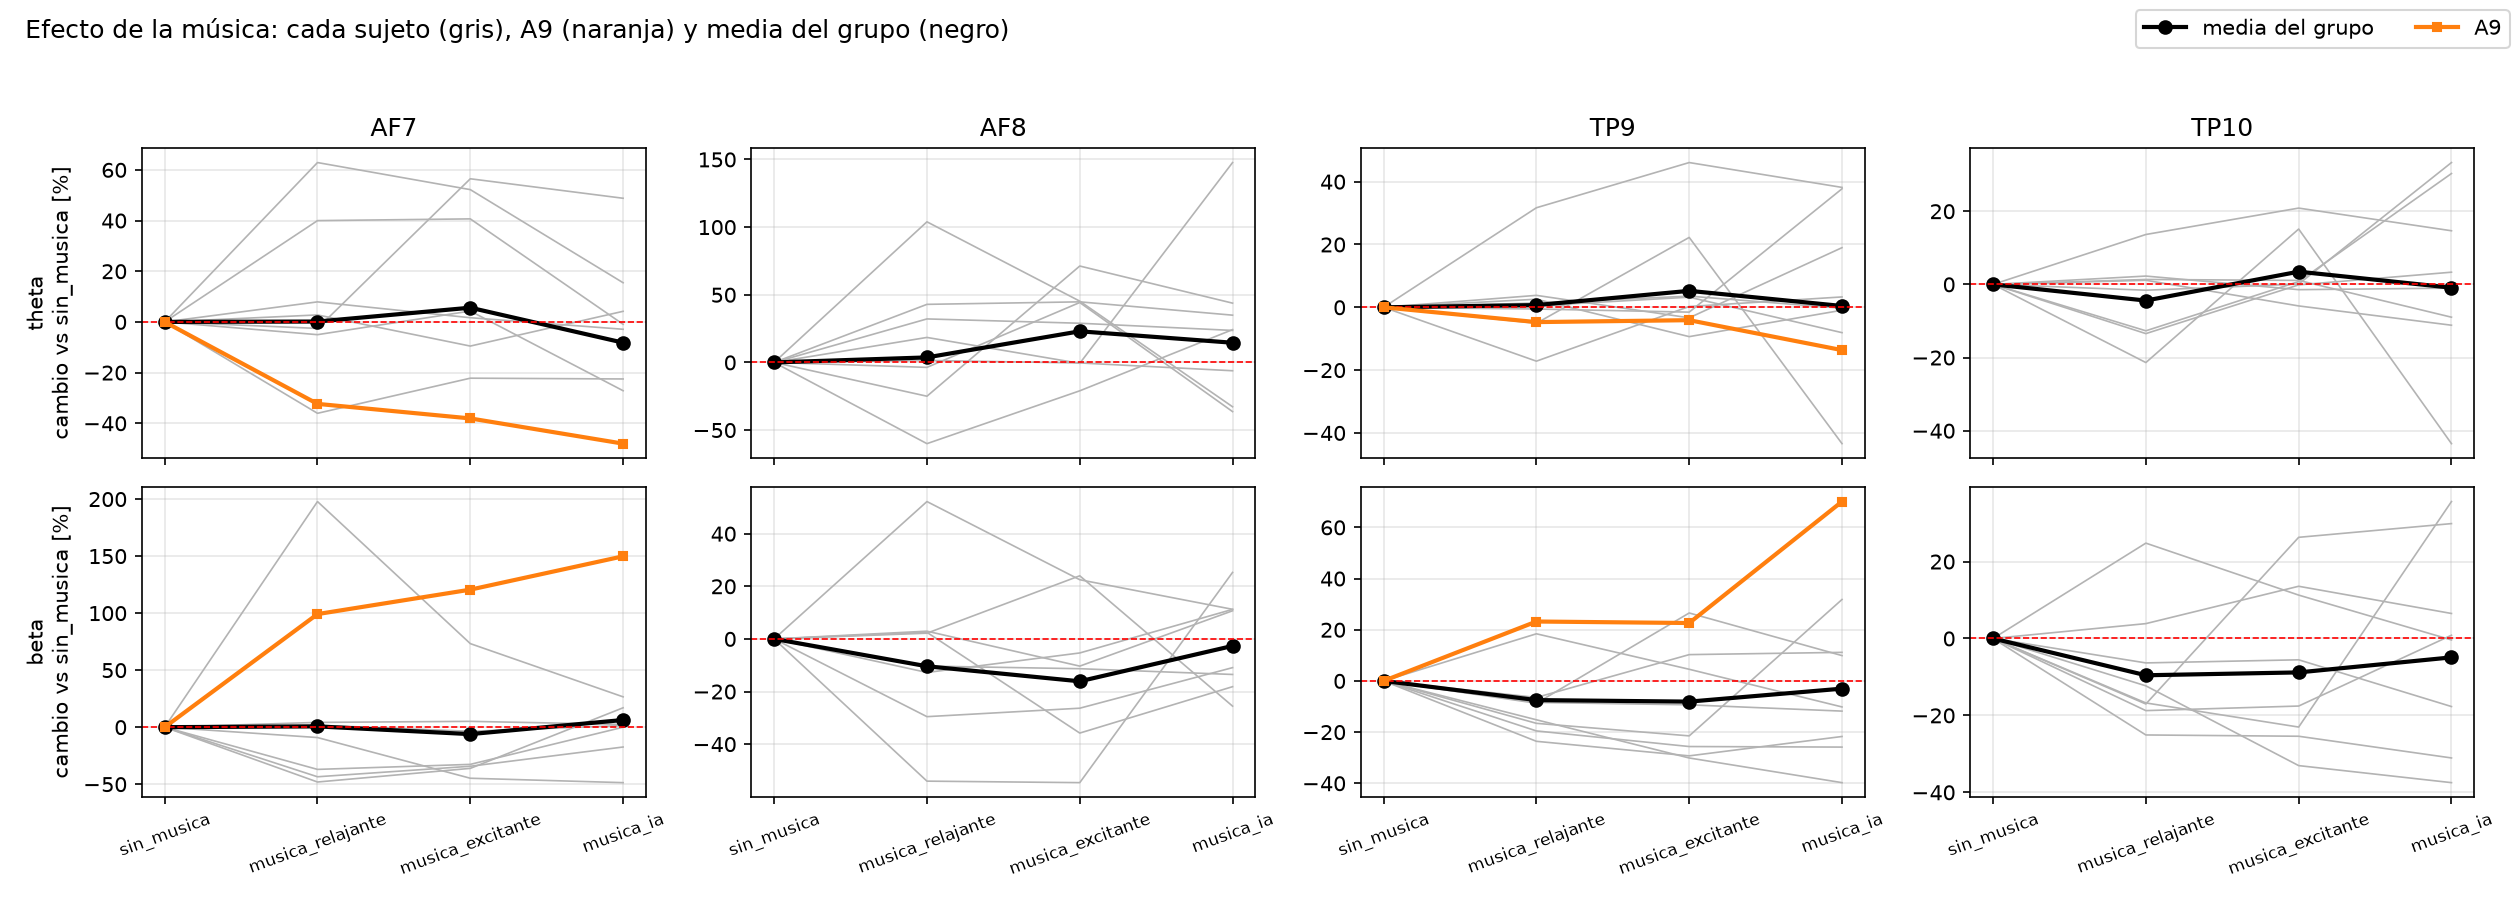 Efecto de la música: cada sujeto (gris), A9 (naranja) y media del grupo (negro)
media del grupo
A9
AF7
AF8
TP9
TP10
theta
cambio vs sin_musica [%]
60
40
20
0
−20
−40
150
100
50
0
−50
40
20
0
−20
−40
20
0
−20
−40
beta
cambio vs sin_musica [%]
200
150
100
50
0
−50
40
20
0
−20
−40
60
40
20
0
−20
−40
20
0
−20
−40
sin_musica
musica_relajante
musica_excitante
musica_ia
sin_musica
musica_relajante
musica_excitante
musica_ia
sin_musica
musica_relajante
musica_excitante
musica_ia
sin_musica
musica_relajante
musica_excitante
musica_ia